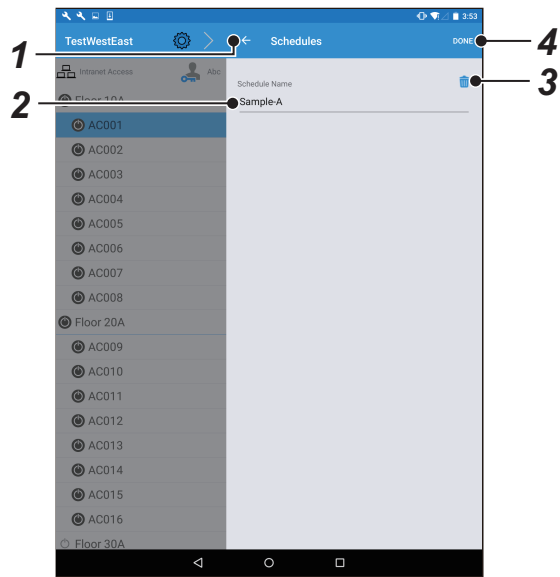 3:53
TestWestEast
Schedules
DONE
1
4
Intranet Access
Abc
Schedule Name
3
2
Floor 10A
Sample-A
AC001
AC002
AC003
AC004
AC005
AC006
AC007
AC008
Floor 20A
AC009
AC010
AC011
AC012
AC013
AC014
AC015
AC016
Floor 30A